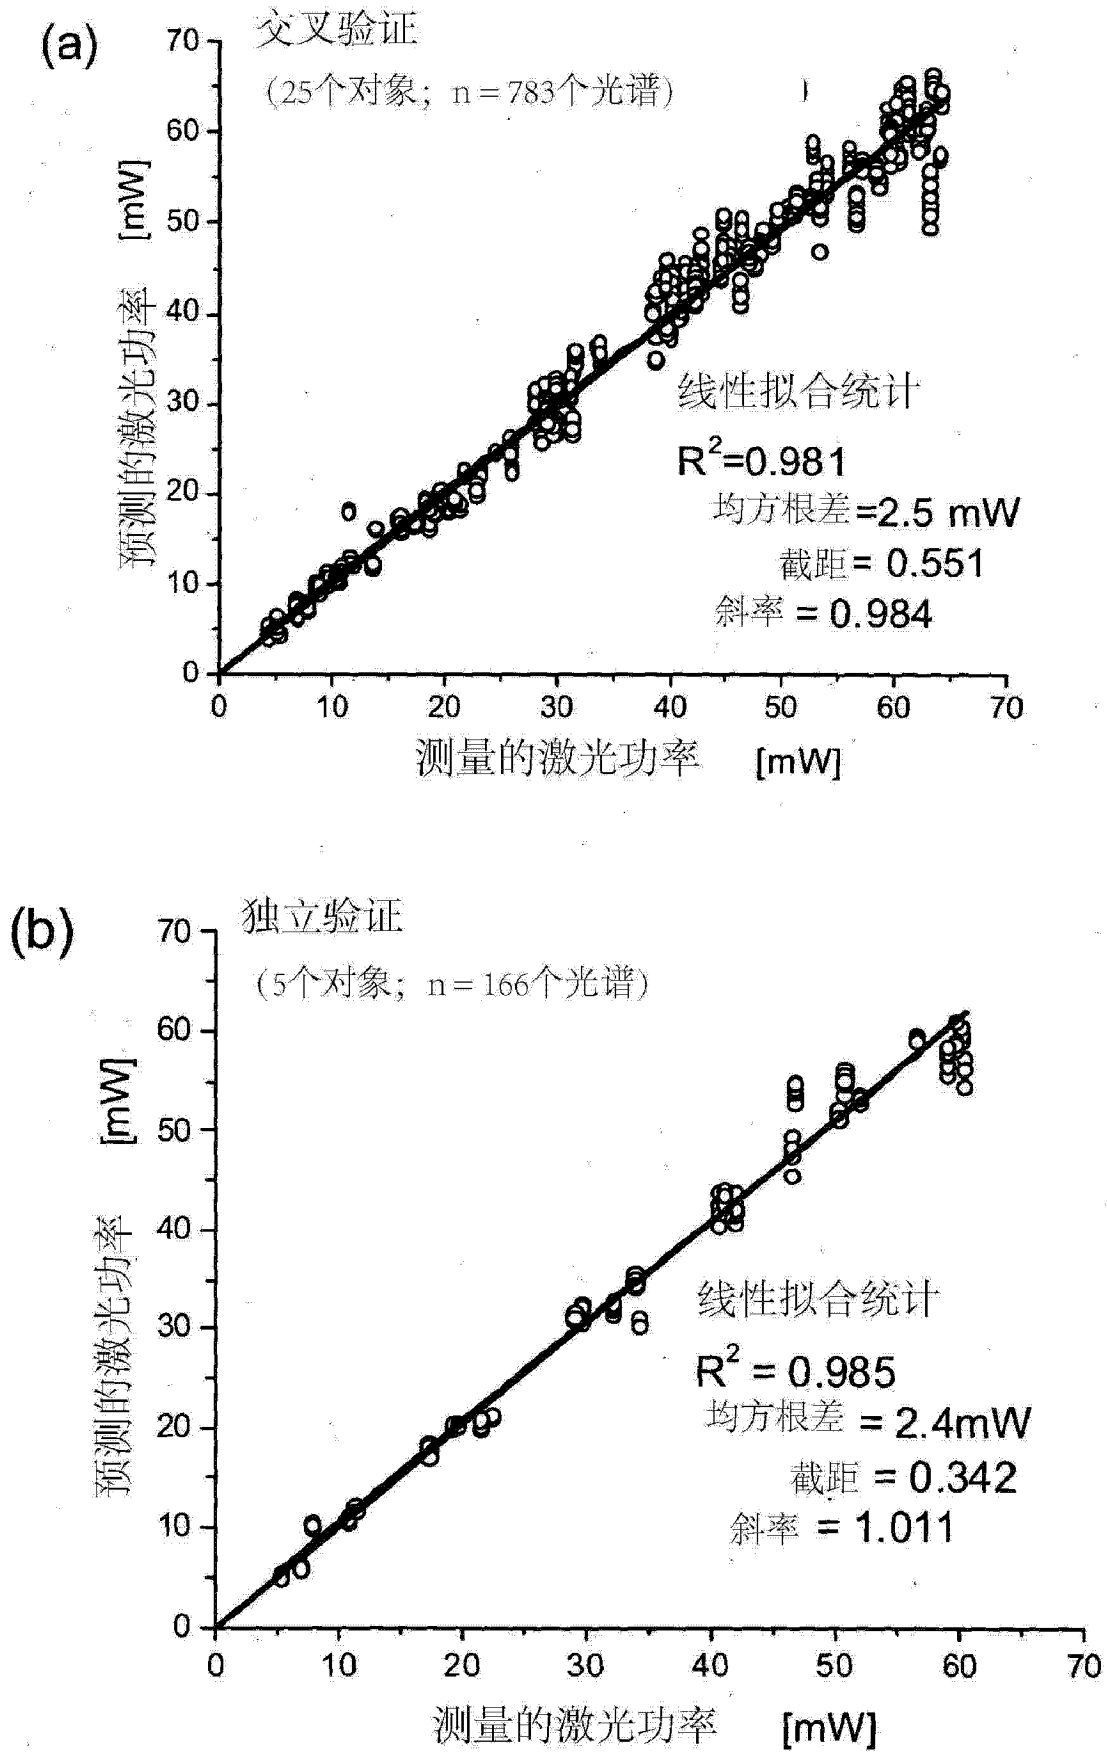 (a)
交叉验证
(25个对象；n = 783个光谱)
70
60
50
40
30
20
10
0
预测的激光功率 [mW]
线性拟合统计
R²=0.981
均方根差=2.5 mW
截距= 0.551
斜率 = 0.984
0 10 20 30 40 50 60 70
测量的激光功率 [mW]
(b)
独立验证
(5个对象；n = 166个光谱)
70
60
50
40
30
20
10
0
预测的激光功率 [mW]
线性拟合统计
R² = 0.985
均方根差 = 2.4mW
截距 = 0.342
斜率 = 1.011
0 10 20 30 40 50 60 70
测量的激光功率 [mW]